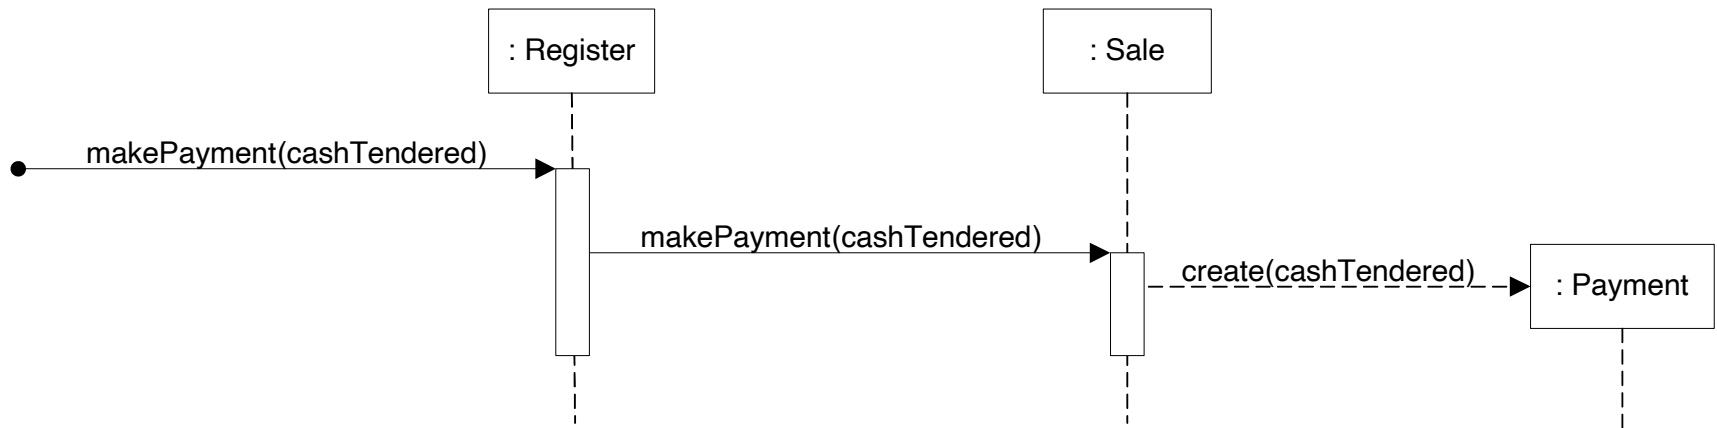 : Register
: Sale
makePayment(cashTendered)
makePayment(cashTendered)
create(cashTendered)
: Payment